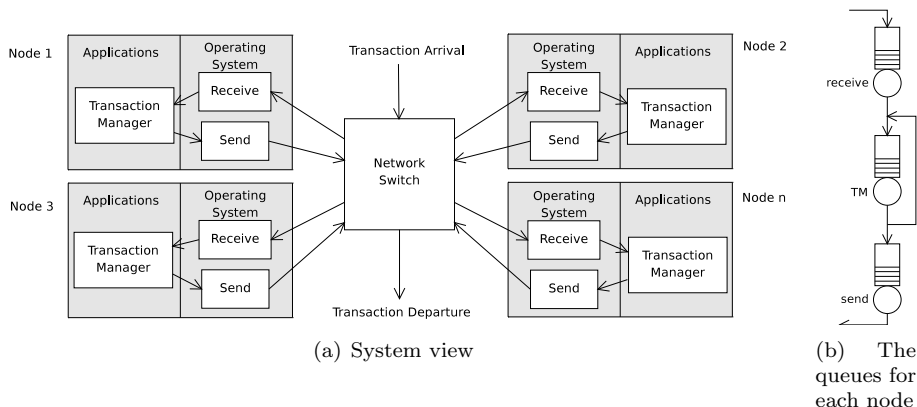 Node 1
Applications
Operating
System
Transaction
Manager
Receive
Send
Transaction Arrival
Node 2
Operating
System
Applications
Receive
Send
Transaction
Manager
Network
Switch
Node 3
Applications
Operating
System
Transaction
Manager
Receive
Send
Node n
Operating
System
Applications
Receive
Send
Transaction
Manager
Transaction Departure
(a) System view
receive
TM
send
(b) The
queues for
each node